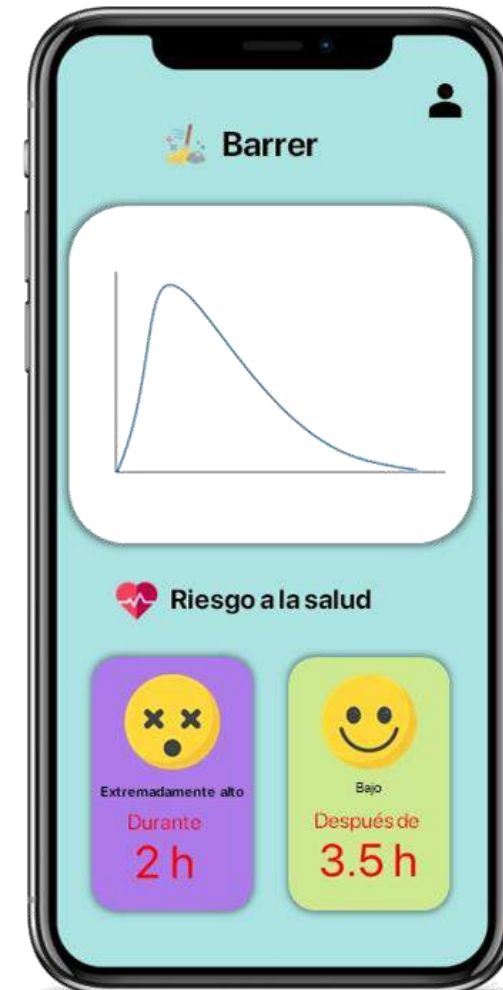 Barrer
Riesgo a la salud
Extremadamente alto
Durante
2 h
Bajo
Después de
3.5 h